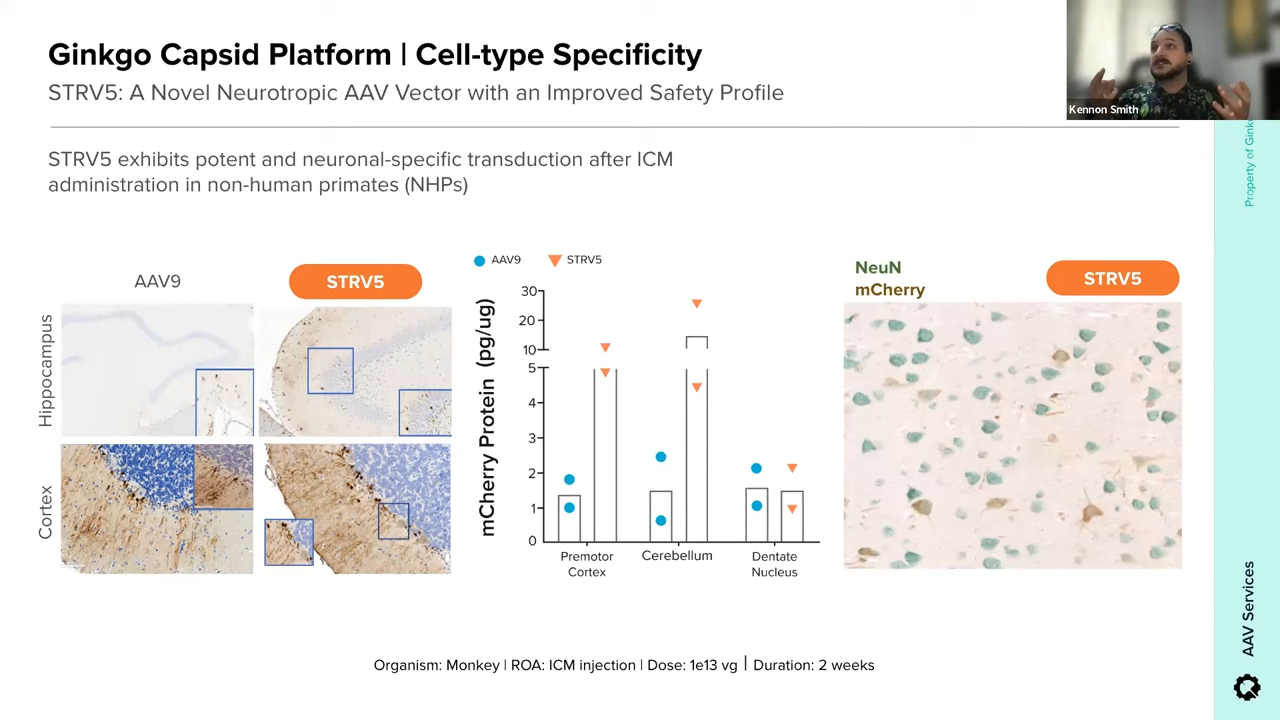 Ginkgo Capsid Platform | Cell-type Specificity
STRV5: A Novel Neurotropic AAV Vector with an Improved Safety Profile
Kennon Smith
STRV5 exhibits potent and neuronal-specific transduction after ICM
administration in non-human primates (NHPs)
AAV9
STRV5
Hippocampus
Cortex
AAV9
STRV5
mCherry Protein (pg/ug)
30
20
10
5
4
3
2
1
0
Premotor
Cortex
Cerebellum
Dentate
Nucleus
NeuN
mCherry
STRV5
Organism: Monkey | ROA: ICM injection | Dose: 1e13 vg | Duration: 2 weeks
Property of
AAV Services